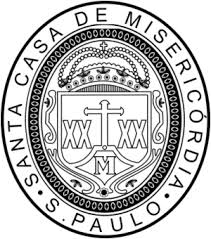 SANTA CASA DE MISERICÓRDIA
XX XX
M
S. PAULO